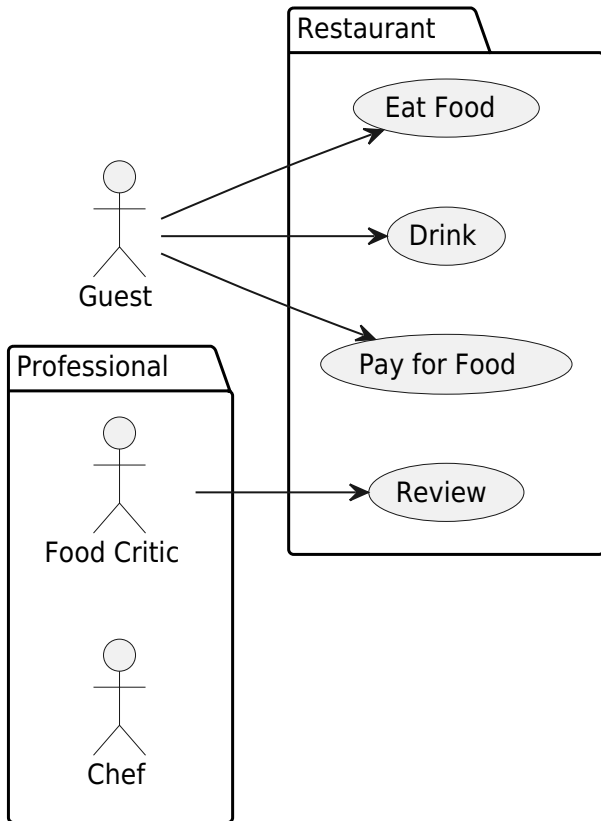 Restaurant
Eat Food
Drink
Guest
Pay for Food
Professional
Review
Food Critic
Chef